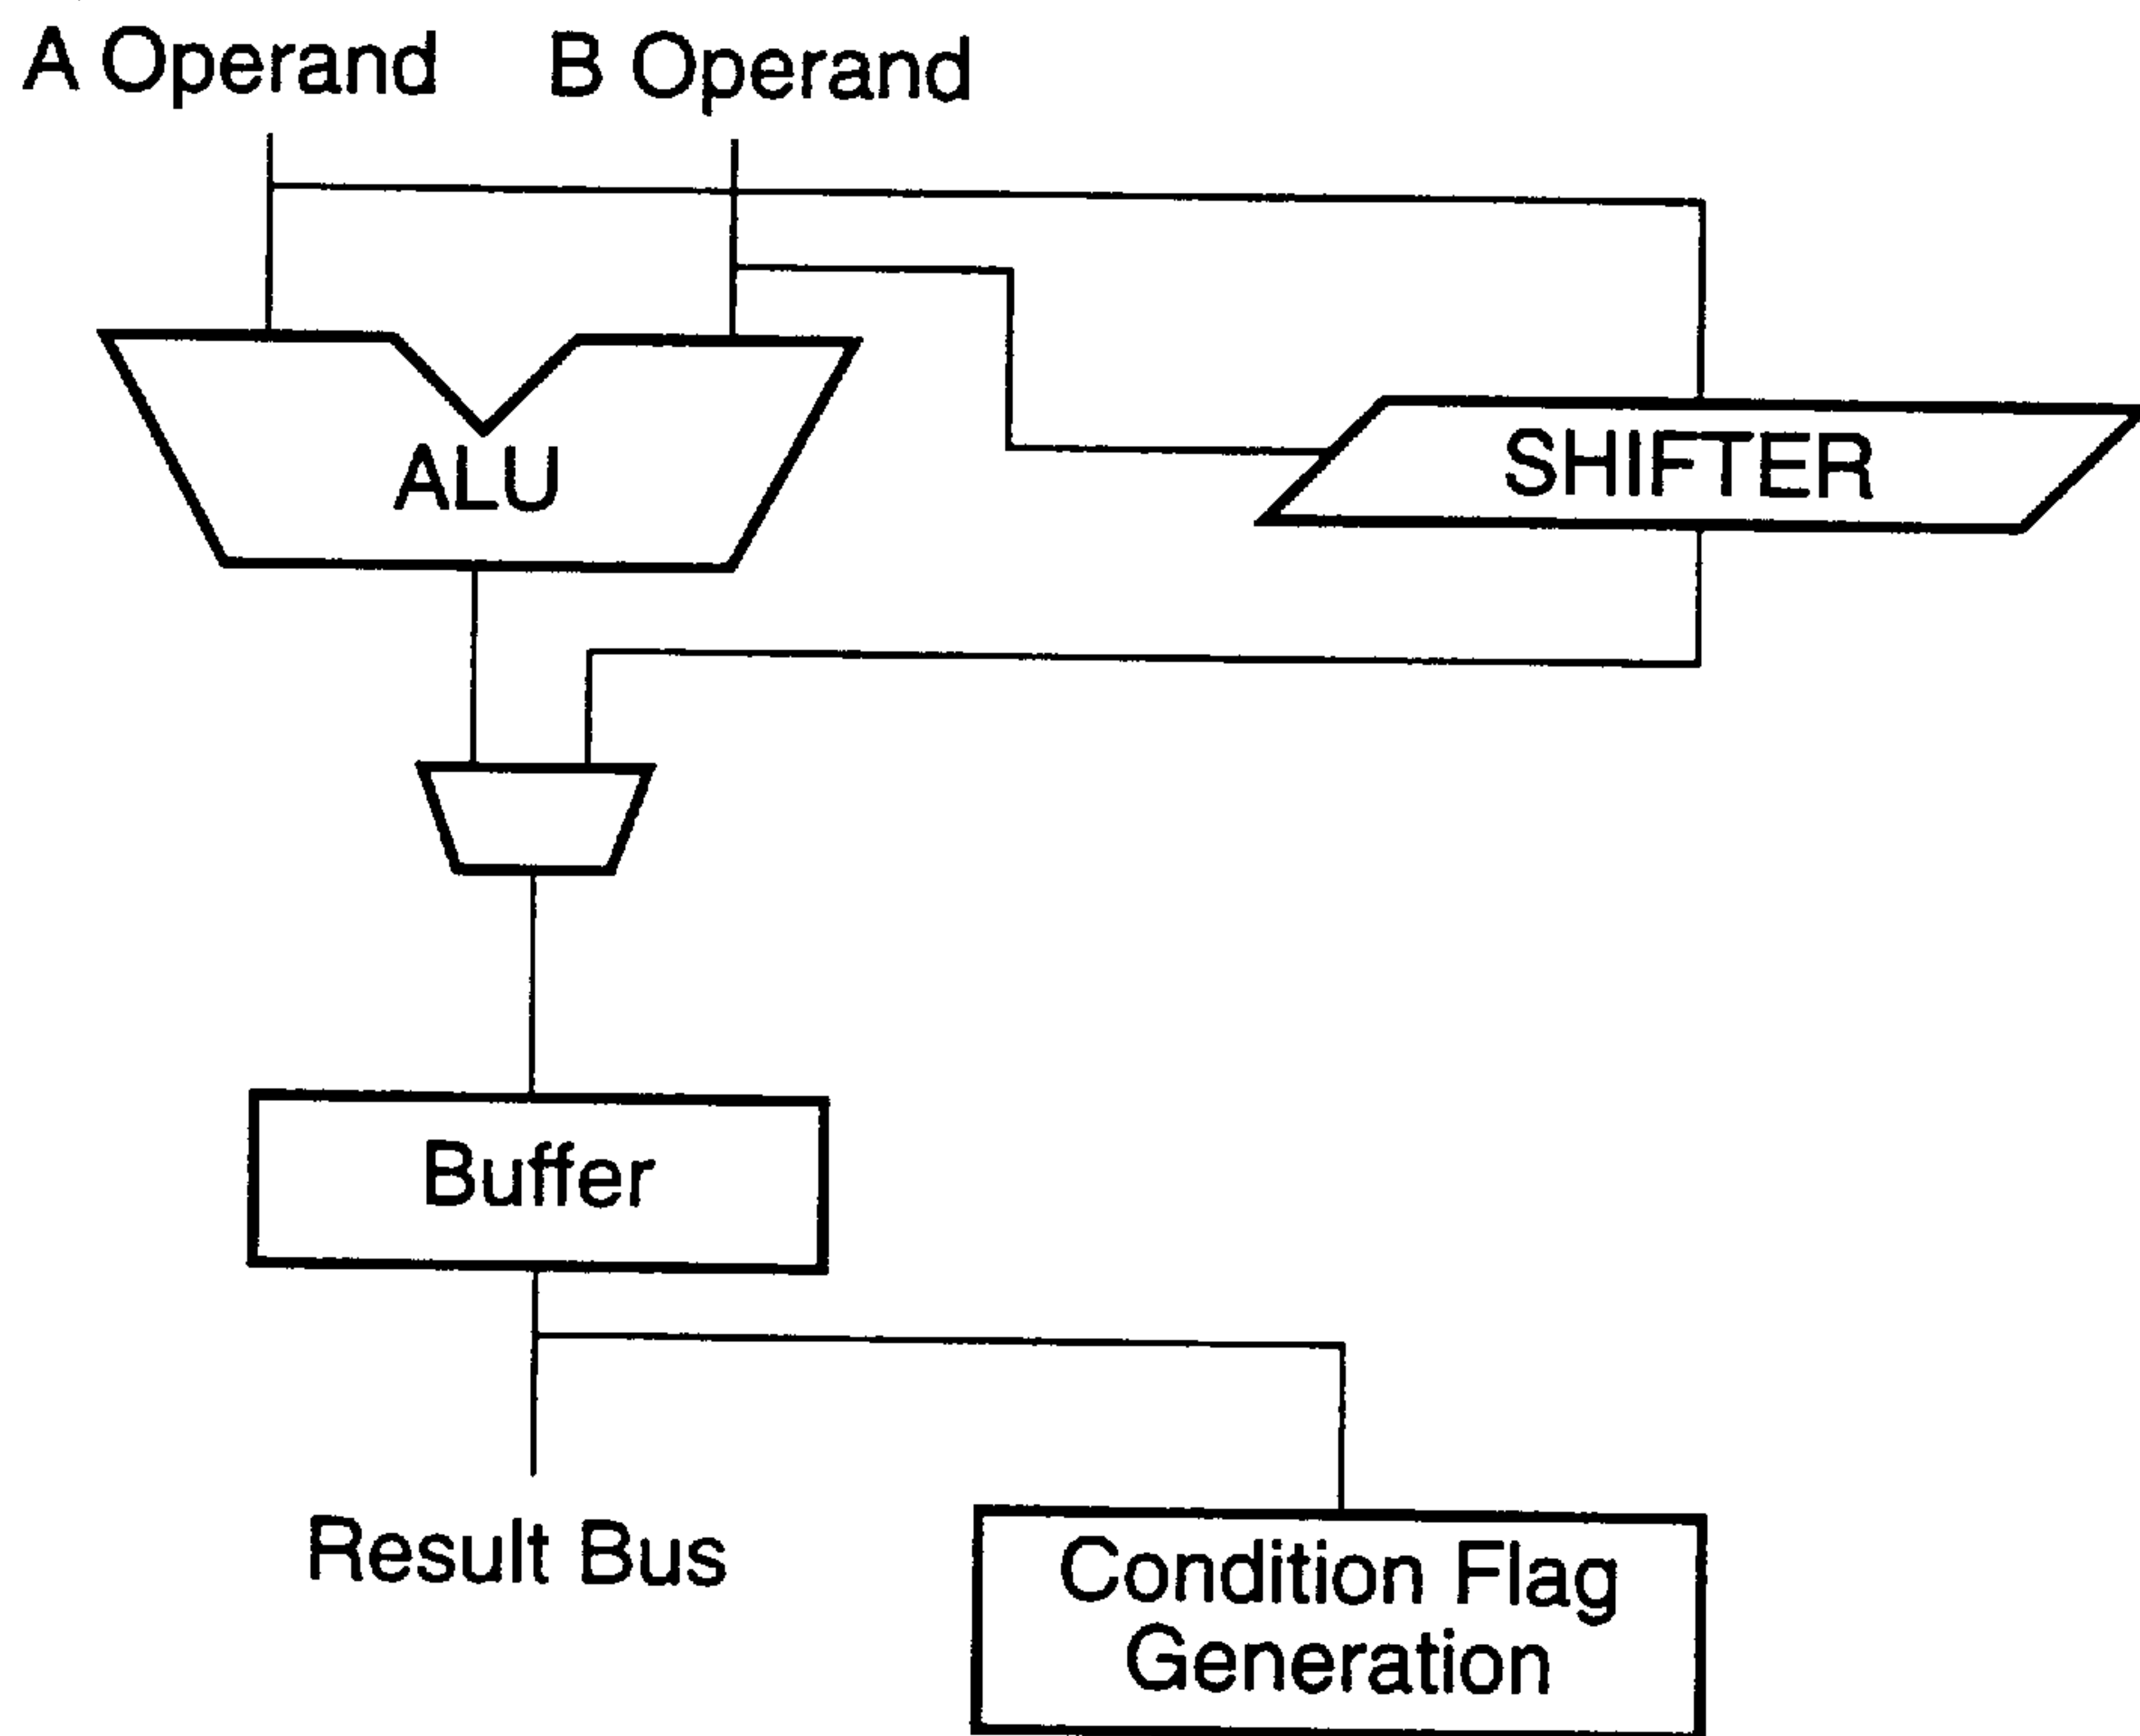 A Operand
B Operand
ALU
SHIFTER
Buffer
Result Bus
Condition Flag
Generation